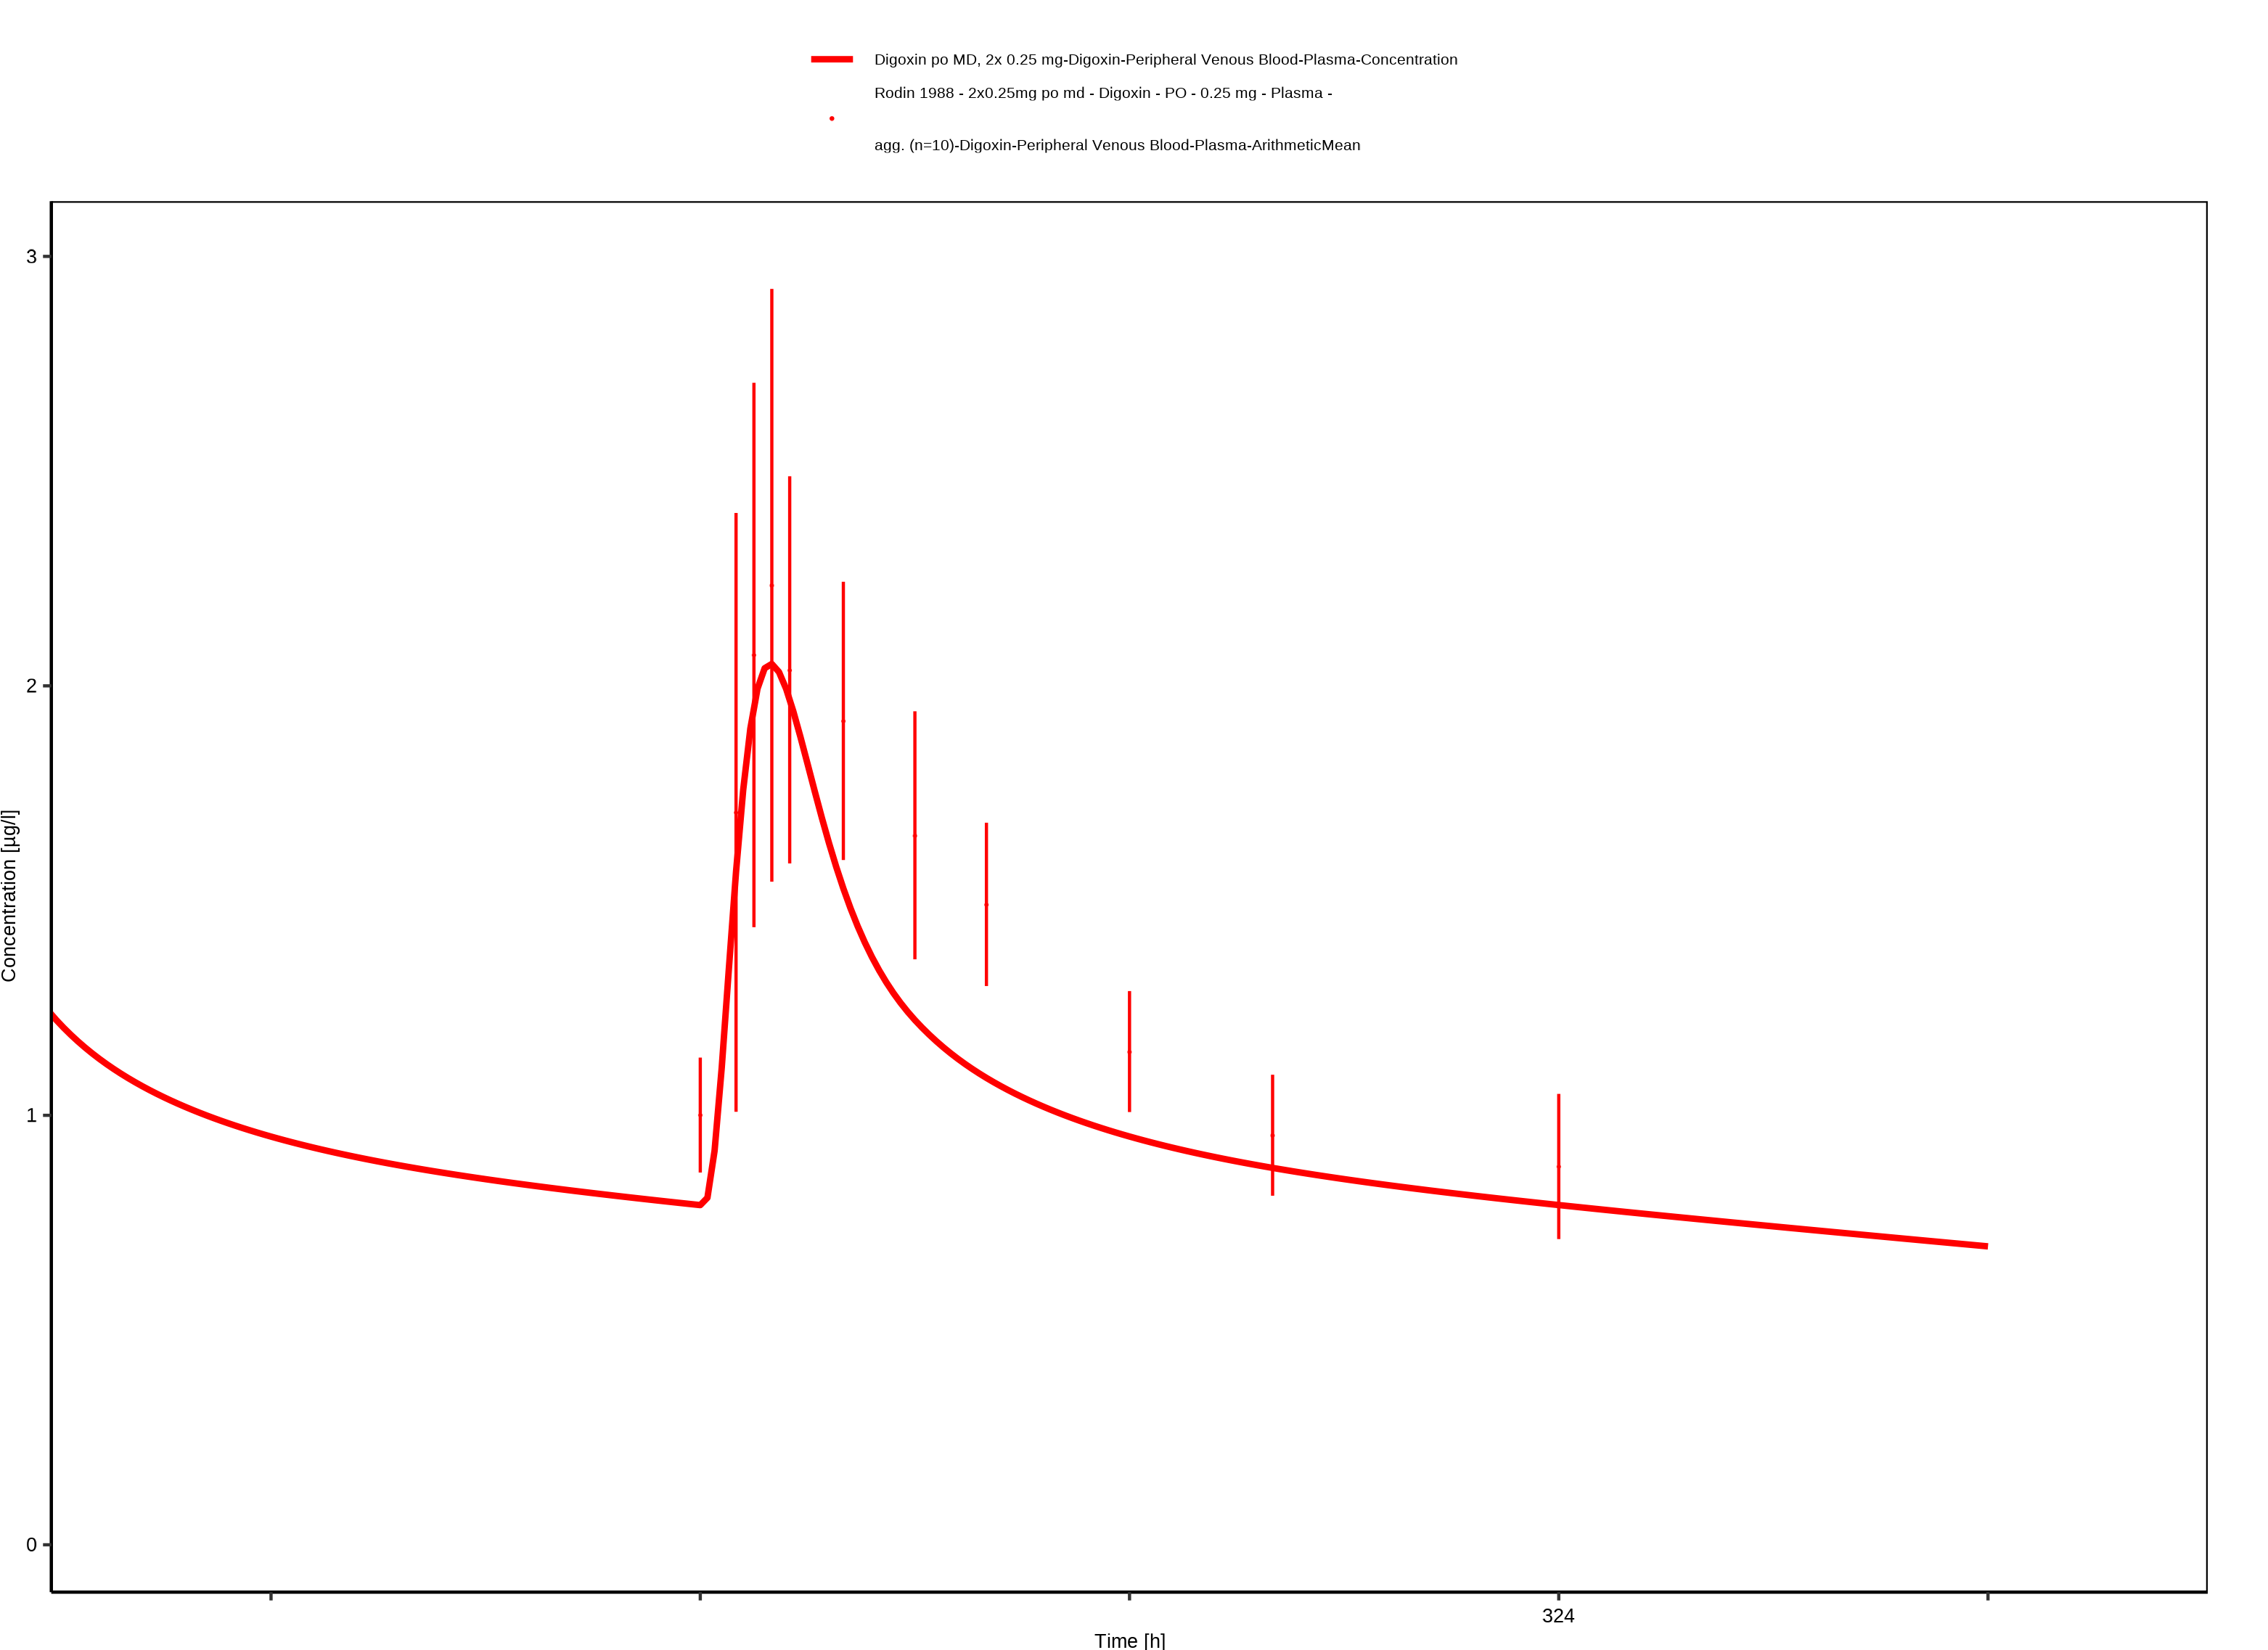 Digoxin po MD, 2x 0.25 mg-Digoxin-Peripheral Venous Blood-Plasma-Concentration
Rodin 1988 - 2x0.25mg po md - Digoxin - PO - 0.25 mg - Plasma -
agg. (n=10)-Digoxin-Peripheral Venous Blood-Plasma-ArithmeticMean
3
2
1
0
Concentration [µg/l]
324
Time [h]